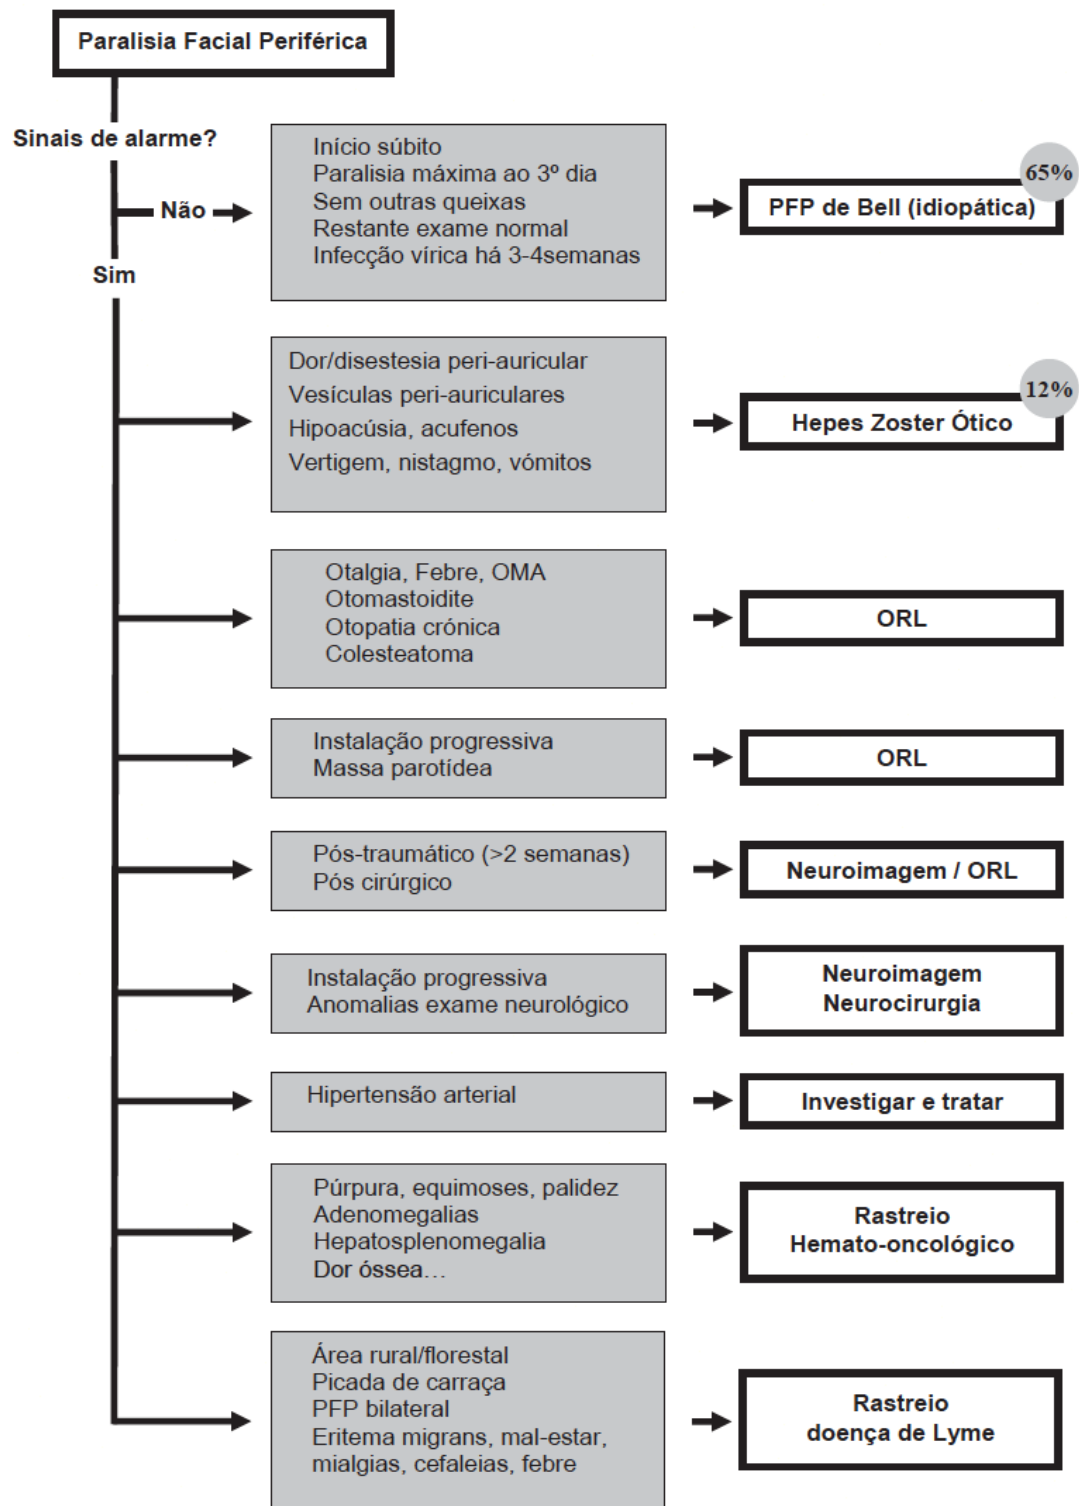 Paralisia Facial Periférica
Sinais de alarme?
Não
Início súbito
Paralisia máxima ao 3º dia
Sem outras queixas
Restante exame normal
Infecção vírica há 3-4semanas
65%
PFP de Bell (idiopática)
Sim
Dor/disestesia peri-auricular
Vesículas peri-auriculares
Hipoacúsia, acufenos
Vertigem, nistagmo, vómitos
12%
Hepes Zoster Ótico
Otalgia, Febre, OMA
Otomastoidite
Otopatia crónica
Colesteatoma
ORL
Instalação progressiva
Massa parotídea
ORL
Pós-traumático (>2 semanas)
Pós cirúrgico
Neuroimagem / ORL
Instalação progressiva
Anomalias exame neurológico
Neuroimagem
Neurocirurgia
Hipertensão arterial
Investigar e tratar
Púrpura, equimoses, palidez
Adenomegalias
Hepatosplenomegalia
Dor óssea…
Rastreio
Hemato-oncológico
Área rural/florestal
Picada de carraça
PFP bilateral
Eritema migrans, mal-estar,
mialgias, cefaleias, febre
Rastreio
doença de Lyme